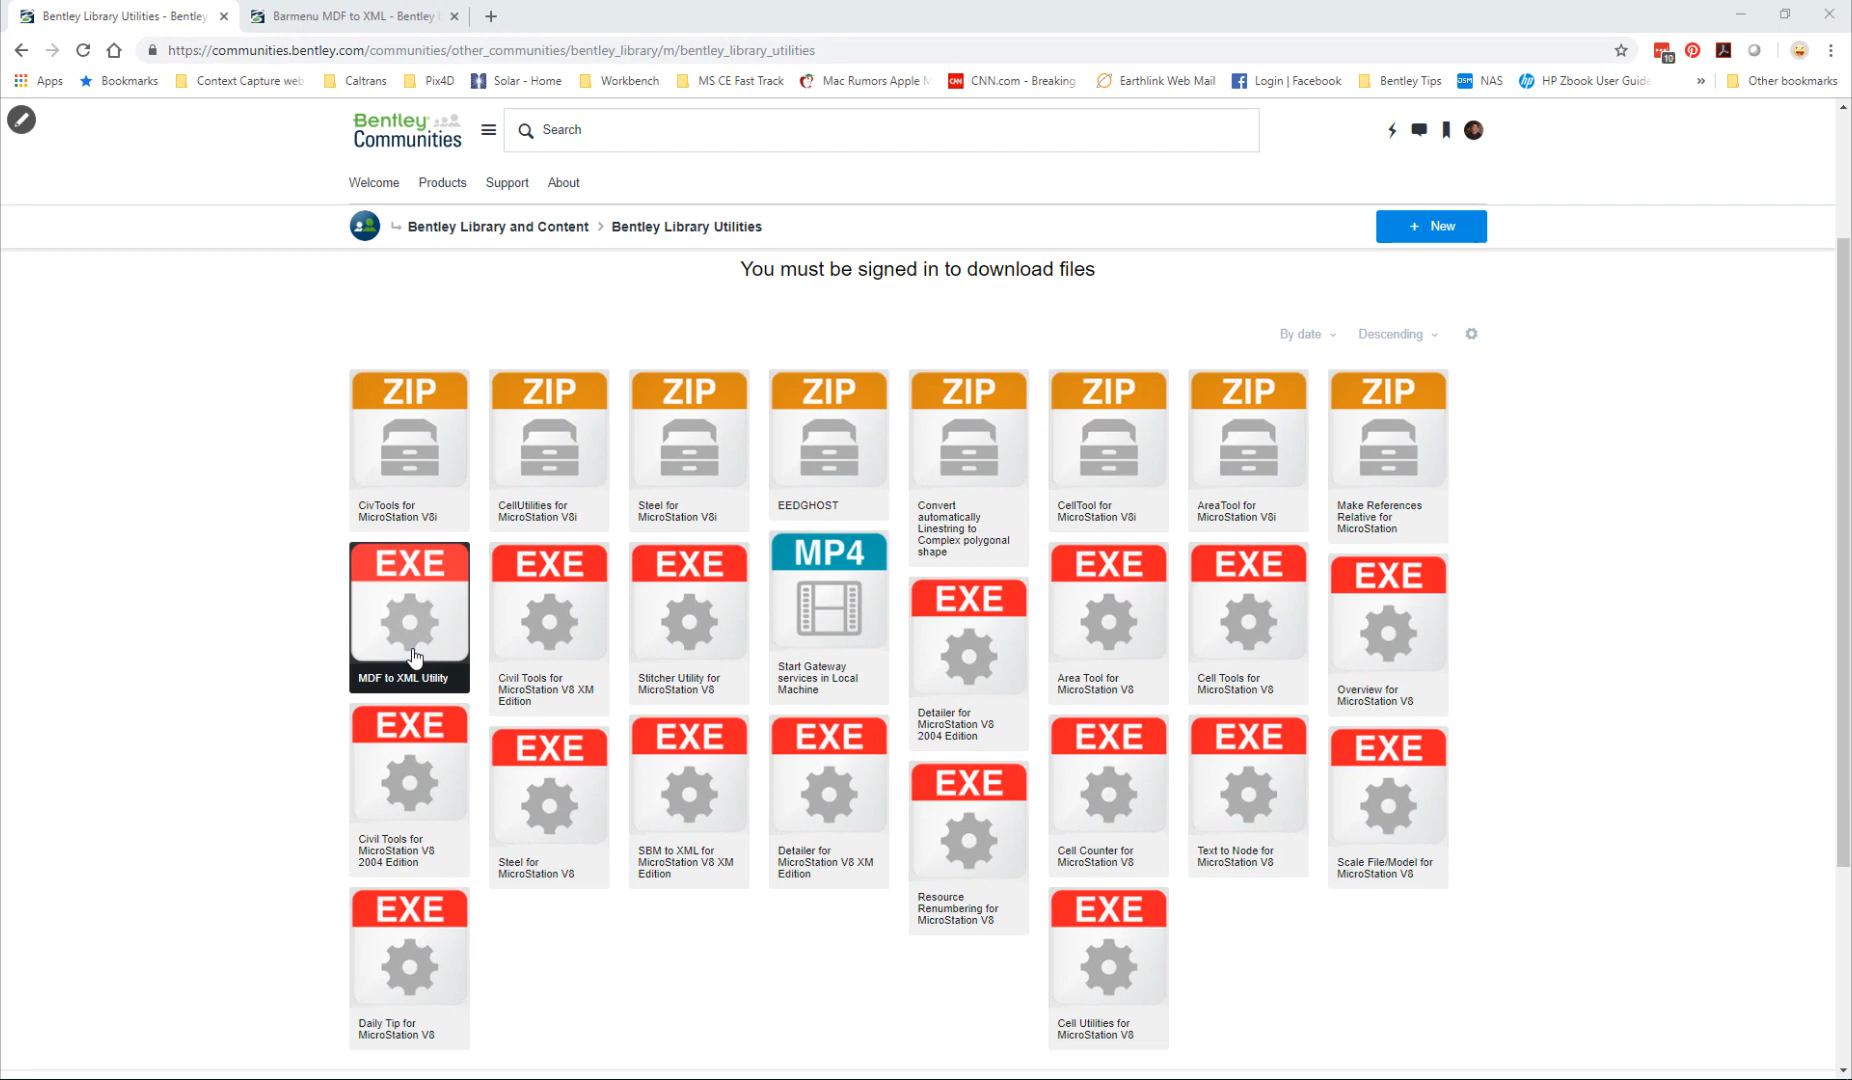 Bentley Library Utilities - Bentley
Barmenu MDF to XML - Bentley
https://communities.bentley.com/communities/other_communities/bentley_library/m/bentley_library_utilities
10
Apps
Bookmarks
Context Capture web
Caltrans
Pix4D
Solar - Home
Workbench
MS CE Fast Track
Mac Rumors Apple
CNN
CNN.com - Breaking
Earthlink Web Mail
Login | Facebook
Bentley Tips
DSM
NAS
hp
HP Zbook User Guide
»
Other bookmarks
Bentley
Communities
Search
Welcome
Products
Support
About
Bentley Library and Content > Bentley Library Utilities
+ New
You must be signed in to download files
By date
Descending
ZIP
ZIP
ZIP
ZIP
ZIP
ZIP
ZIP
ZIP
CivTools for
MicroStation V8i
CellUtilities for
MicroStation V8i
Steel for
MicroStation V8i
EEDGHOST
Convert
automatically
Linestring to
Complex polygonal
shape
CellTool for
MicroStation V8i
AreaTool for
MicroStation V8i
Make References
Relative for
MicroStation
EXE
MDF to XML Utility
EXE
Civil Tools for
MicroStation V8 XM
Edition
EXE
Stitcher Utility for
MicroStation V8
MP4
Start Gateway
services in Local
Machine
EXE
Detailer for
MicroStation V8
2004 Edition
EXE
Area Tool for
MicroStation V8
EXE
Cell Tools for
MicroStation V8
EXE
Overview for
MicroStation V8
EXE
Civil Tools for
MicroStation V8
2004 Edition
EXE
Steel for
MicroStation V8
EXE
SBM to XML for
MicroStation V8 XM
Edition
EXE
Detailer for
MicroStation V8 XM
Edition
EXE
Resource
Renumbering for
MicroStation V8
EXE
Cell Counter for
MicroStation V8
EXE
Text to Node for
MicroStation V8
EXE
Scale File/Model for
MicroStation V8
EXE
Daily Tip for
MicroStation V8
EXE
Cell Utilities for
MicroStation V8